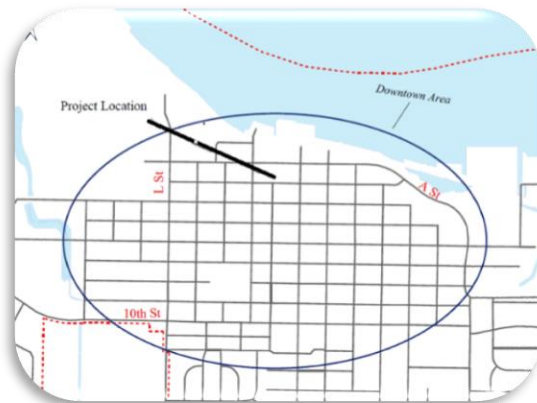 Downtown Area
Project Location
L St
A St
10th St